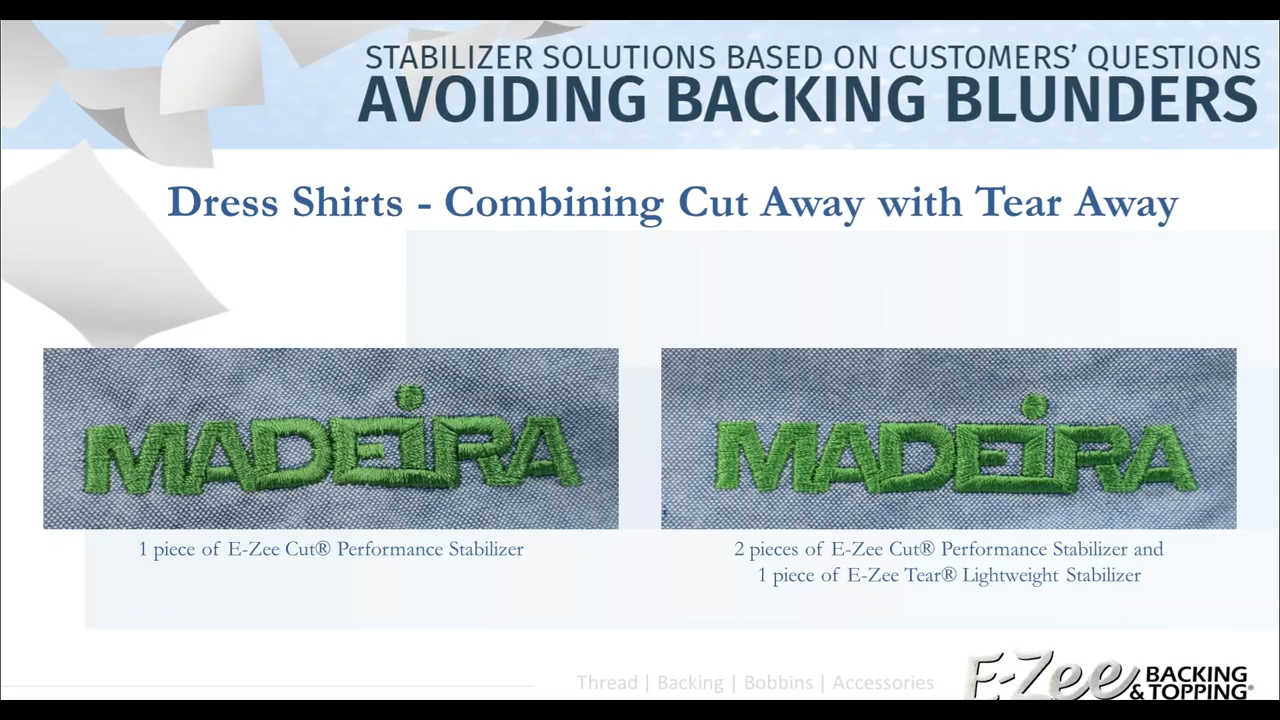 STABILIZER SOLUTIONS BASED ON CUSTOMERS' QUESTIONS
AVOIDING BACKING BLUNDERS
Dress Shirts - Combining Cut Away with Tear Away
MADEiRA
MADEiRA
1 piece of E-Zee Cut® Performance Stabilizer
2 pieces of E-Zee Cut® Performance Stabilizer and
1 piece of E-Zee Tear® Lightweight Stabilizer
Thread | Backing | Bobbins | Accessories
E-Zee BACKING
& TOPPING®